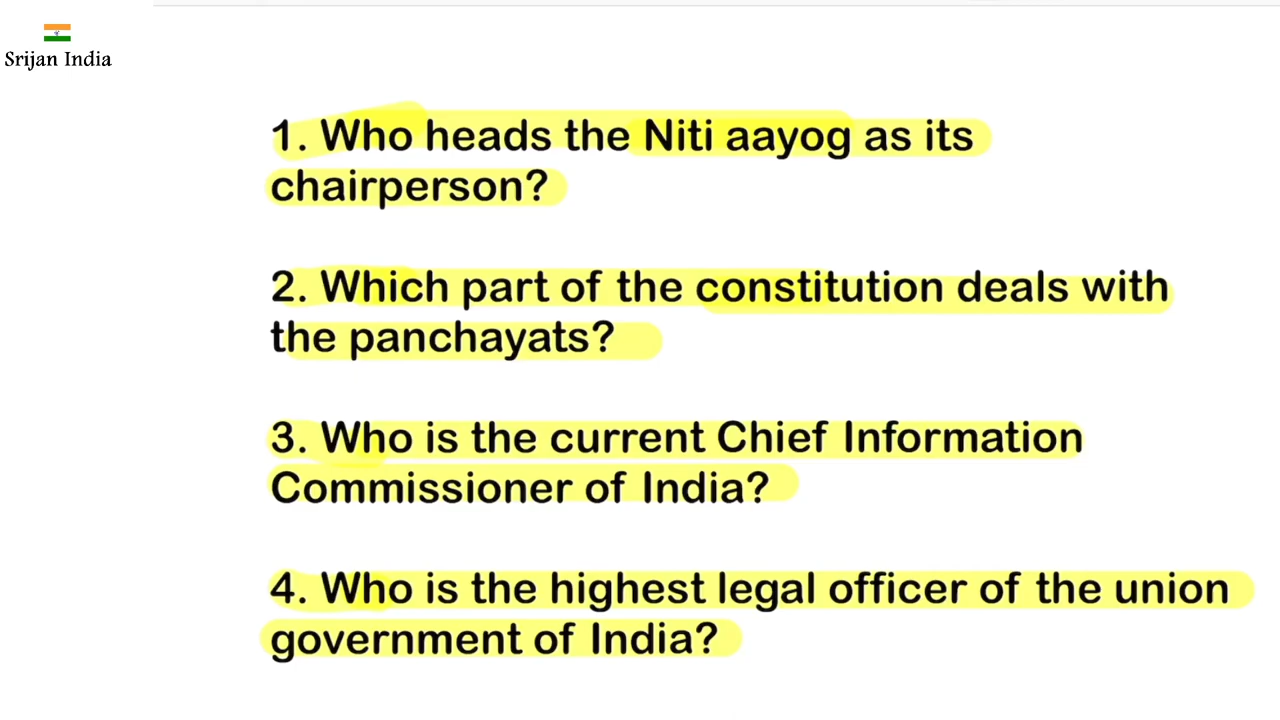 Srijan India
1. Who heads the Niti aayog as its
chairperson?
2. Which part of the constitution deals with
the panchayats?
3. Who is the current Chief Information
Commissioner of India?
4. Who is the highest legal officer of the union
government of India?